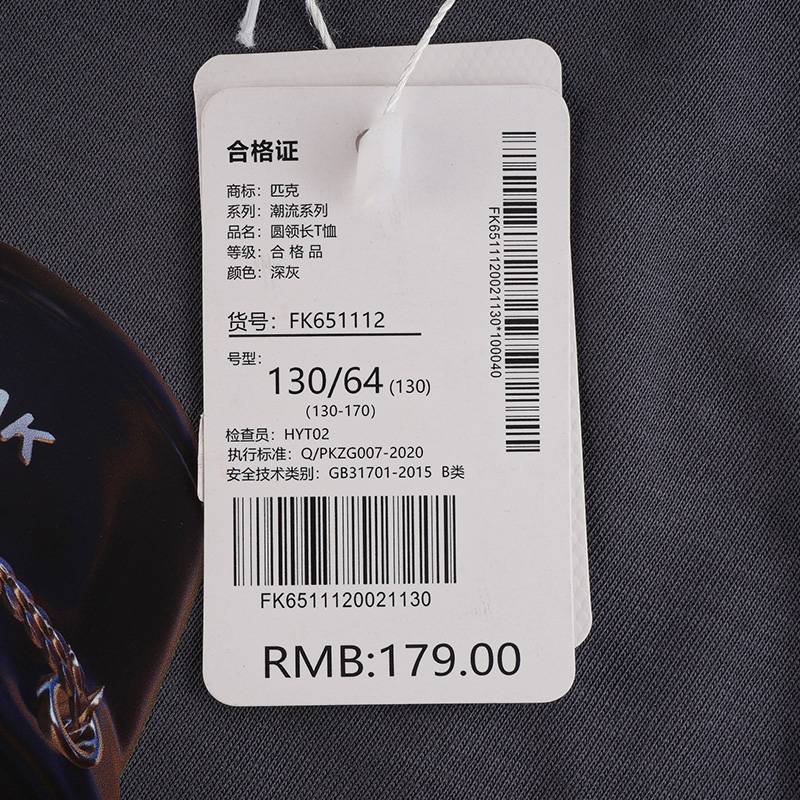 合格证
商标：匹克
系列：潮流系列
品名：圆领长T恤
等级：合 格 品
颜色：深灰
货号：FK651112
号型：
130/64 (130)
(130-170)
检查员：HYT02
执行标准：Q/PKZG007-2020
安全技术类别：GB31701-2015 B类
FK6511120021130
RMB:179.00
FK6511120021130*100040